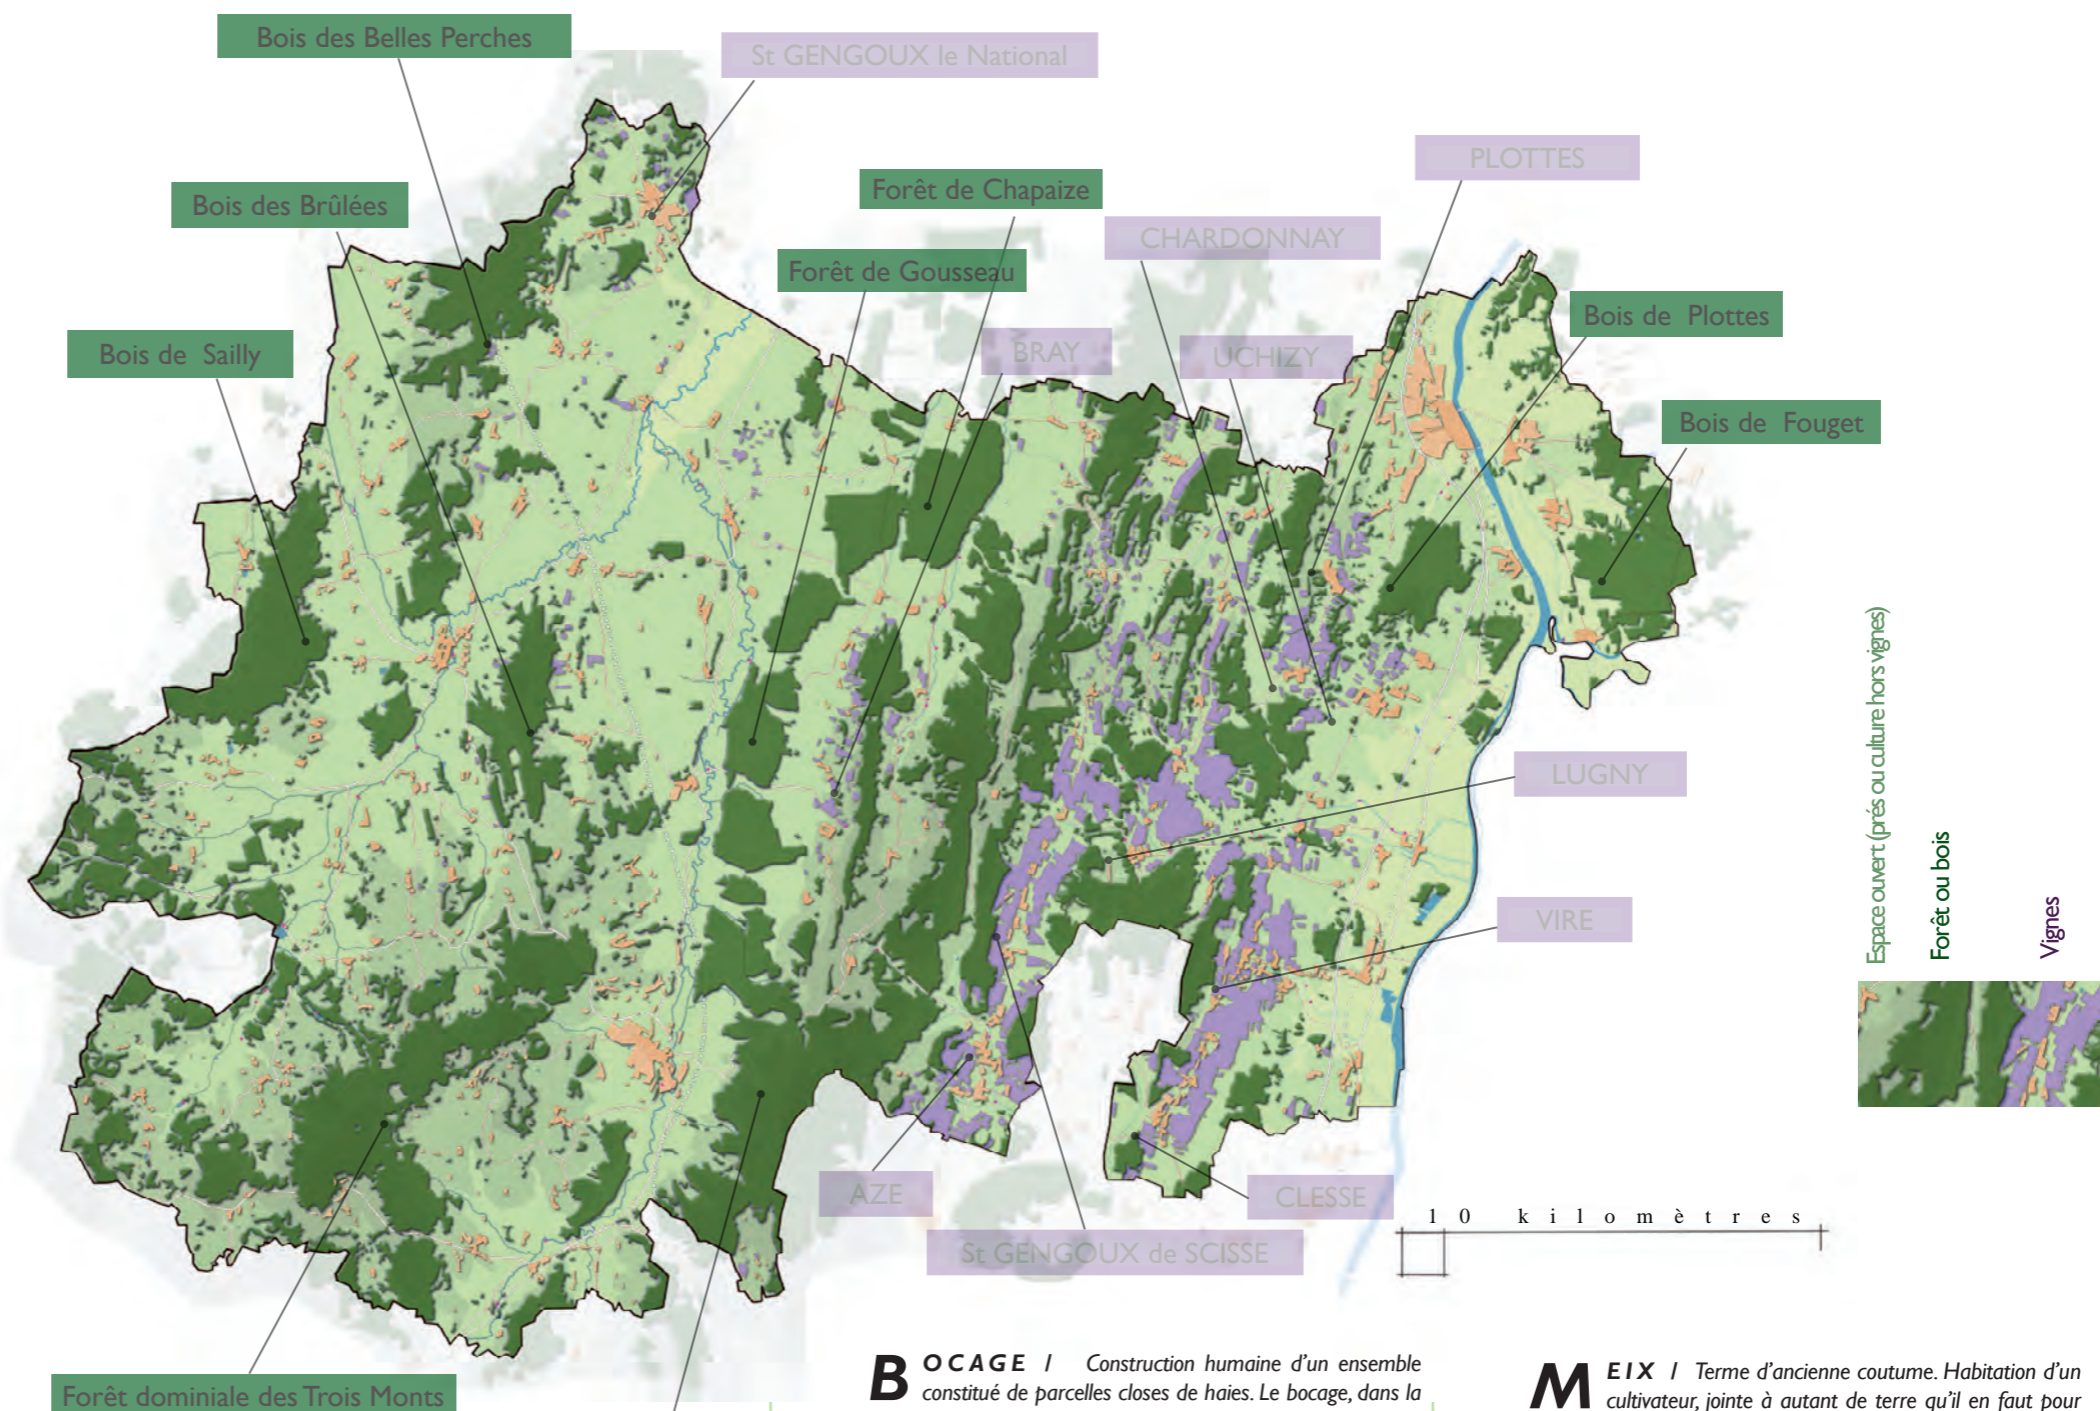 Bois des Belles Perches
St GENGOUX le National
PLOTTES
Bois des Brûlées
Forêt de Chapaize
CHARDONNAY
Forêt de Gousseau
Bois de Plottes
Bois de Sailly
BRAY
UCHIZY
Bois de Fouget
LUGNY
VIRE
Espace ouvert (prés ou culture hors vignes)
Forêt ou bois
Vignes
AZE
CLESSE
St GENGOUX de SCISSE
10 kilomètres
Forêt dominiale des Trois Monts
BOCAGE / Construction humaine d'un ensemble
constitué de parcelles closes de haies. Le bocage, dans la
MEIX / Terme d'ancienne coutume. Habitation d'un
cultivateur, jointe à autant de terre qu'il en faut pour